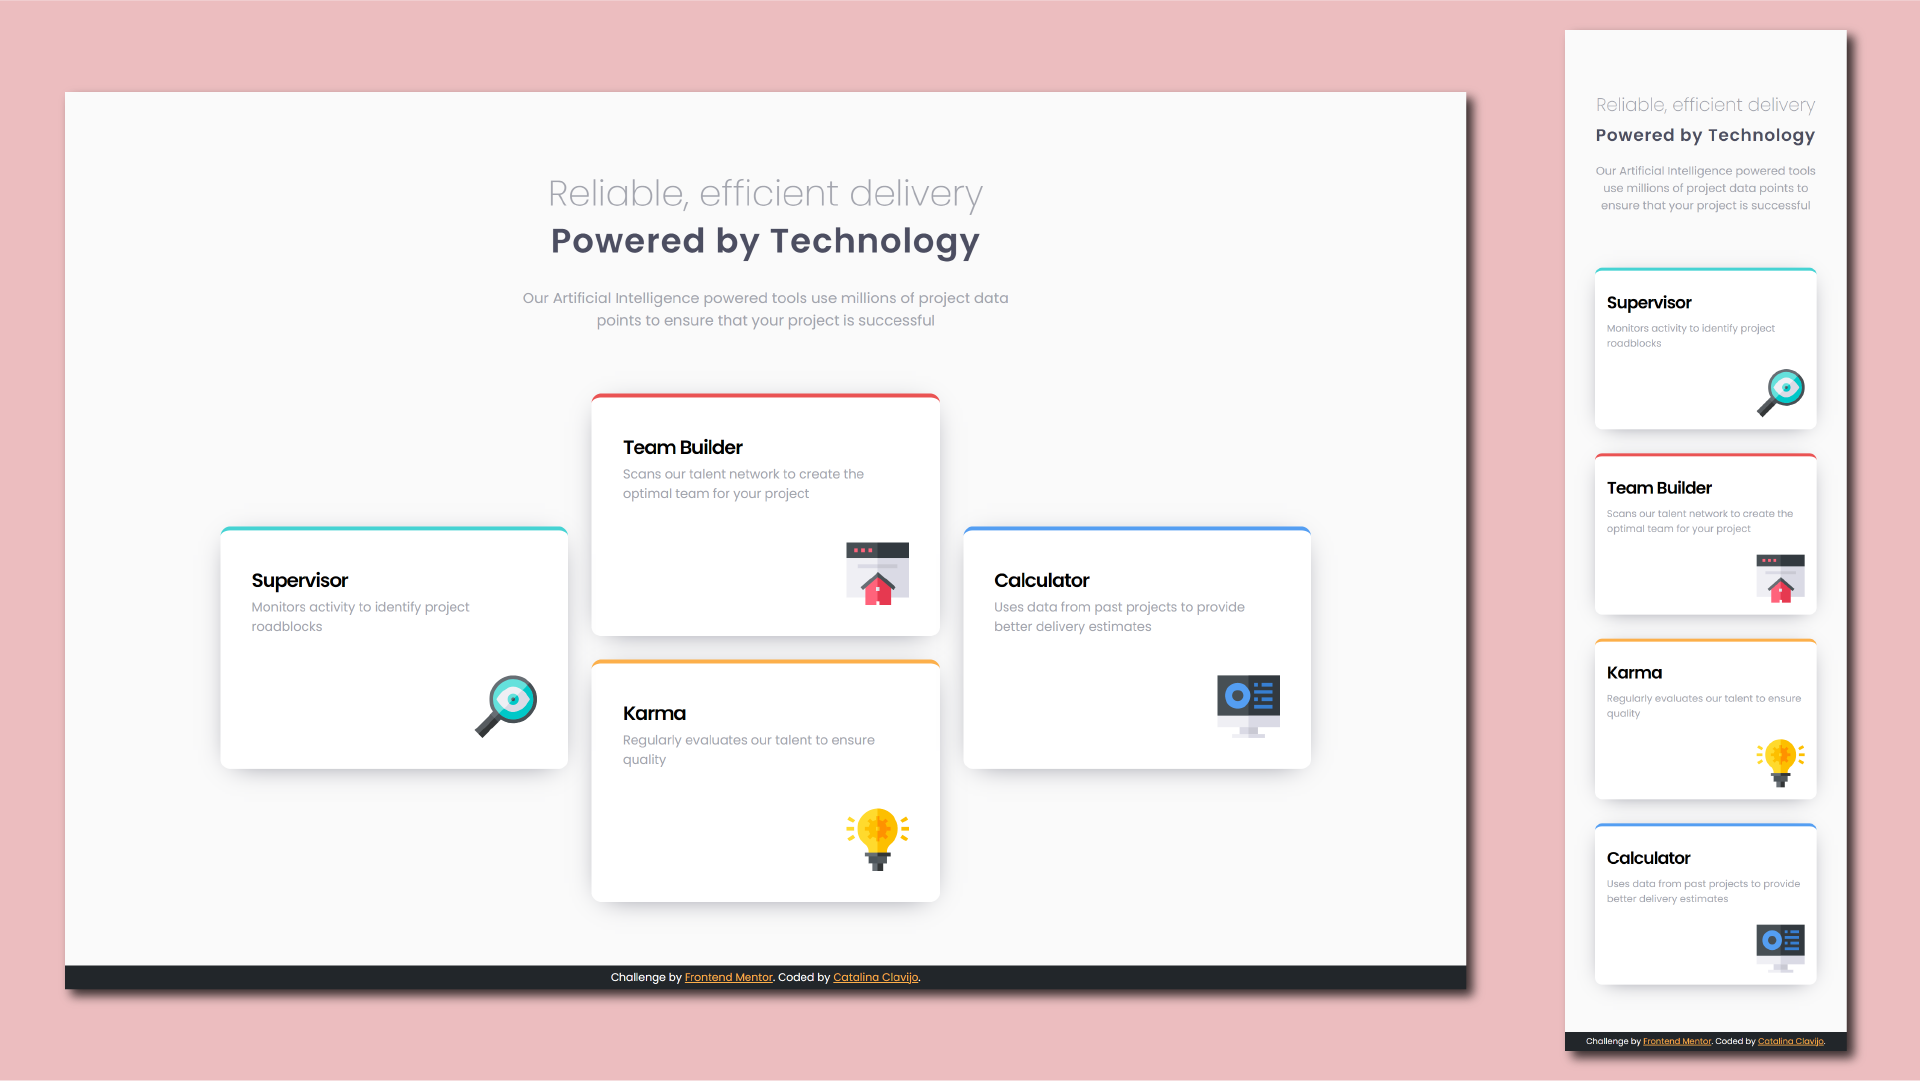 Reliable, efficient delivery
Powered by Technology
Our Artificial Intelligence powered tools use millions of project data
points to ensure that your project is successful
Team Builder
Scans our talent network to create the
optimal team for your project
Supervisor
Monitors activity to identify project
roadblocks
Calculator
Uses data from past projects to provide
better delivery estimates
Karma
Regularly evaluates our talent to ensure
quality
Challenge by Frontend Mentor. Coded by Catalina Clavijo.
Reliable, efficient delivery
Powered by Technology
Our Artificial Intelligence powered tools
use millions of project data points to
ensure that your project is successful
Supervisor
Monitors activity to identify project
roadblocks
Team Builder
Scans our talent network to create the
optimal team for your project
Karma
Regularly evaluates our talent to ensure
quality
Calculator
Uses data from past projects to provide
better delivery estimates
Challenge by Frontend Mentor. Coded by Catalina Clavijo.